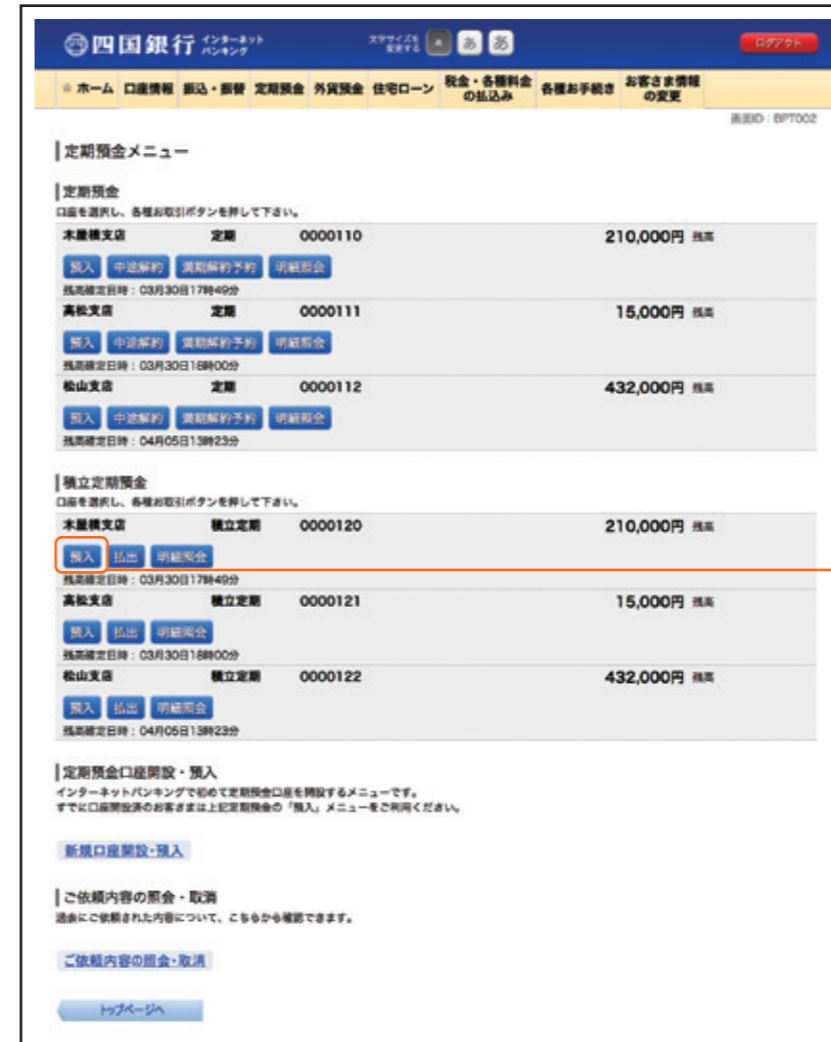 四国銀行 インターネットバンキング 文字サイズを変更する あ あ あ ログアウト
ホーム 口座情報 振込・振替 定期預金 外貨預金 住宅ローン 税金・各種料金の払込み 各種お手続き お客さま情報の変更
画面ID：BPT002
定期預金メニュー
定期預金
口座を選択し、各種お取引ボタンを押して下さい。
木屋橋支店 定期 0000110 210,000円 残高
預入 中途解約 満期解約予約 明細照会
残高確定日時：03月30日17時49分
高松支店 定期 0000111 15,000円 残高
預入 中途解約 満期解約予約 明細照会
残高確定日時：03月30日18時00分
松山支店 定期 0000112 432,000円 残高
預入 中途解約 満期解約予約 明細照会
残高確定日時：04月05日13時23分
積立定期預金
口座を選択し、各種お取引ボタンを押して下さい。
木屋橋支店 積立定期 0000120 210,000円 残高
預入 払出 明細照会
残高確定日時：03月30日17時49分
高松支店 積立定期 0000121 15,000円 残高
預入 払出 明細照会
残高確定日時：03月30日18時00分
松山支店 積立定期 0000122 432,000円 残高
預入 払出 明細照会
残高確定日時：04月05日13時23分
定期預金口座開設・預入
インターネットバンキングで初めて定期預金口座を開設するメニューです。
すでに口座開設済のお客さまは上記定期預金の「預入」メニューをご利用ください。
新規口座開設・預入
ご依頼内容の照会・取消
過去にご依頼された内容について、こちらから確認できます。
ご依頼内容の照会・取消
トップページへ